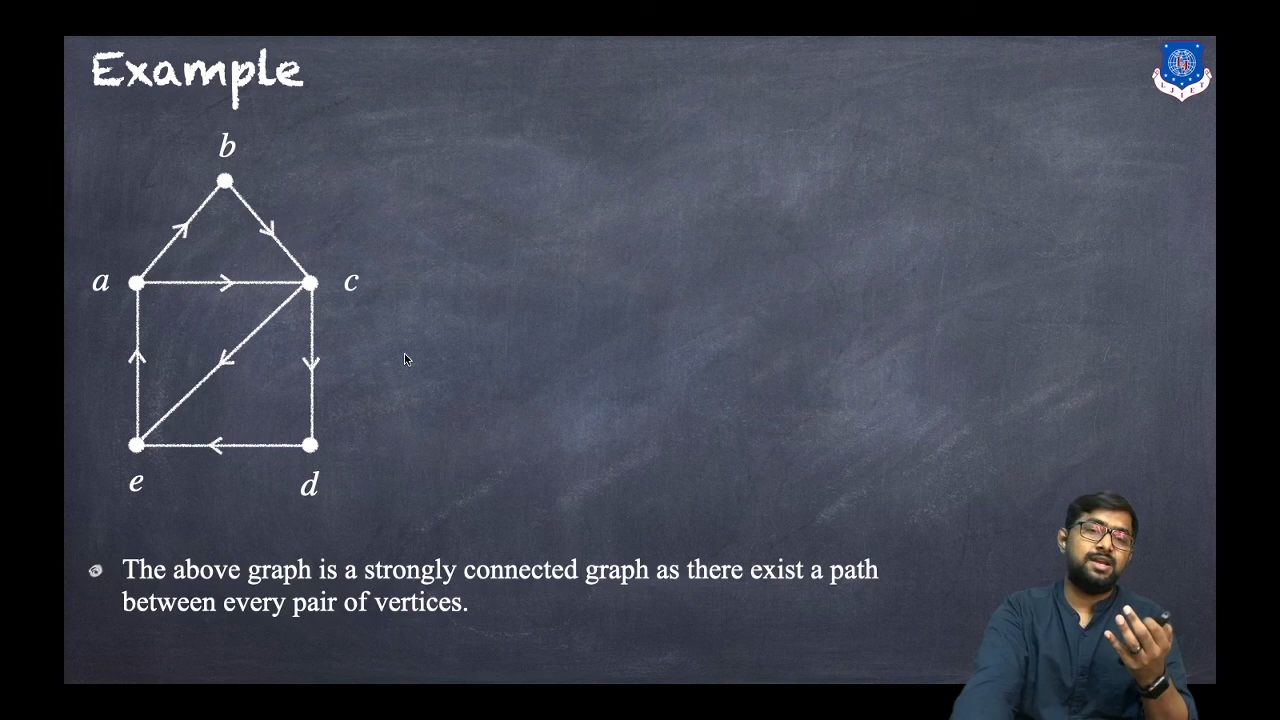 Example
b
a
c
e
d
The above graph is a strongly connected graph as there exist a path
between every pair of vertices.